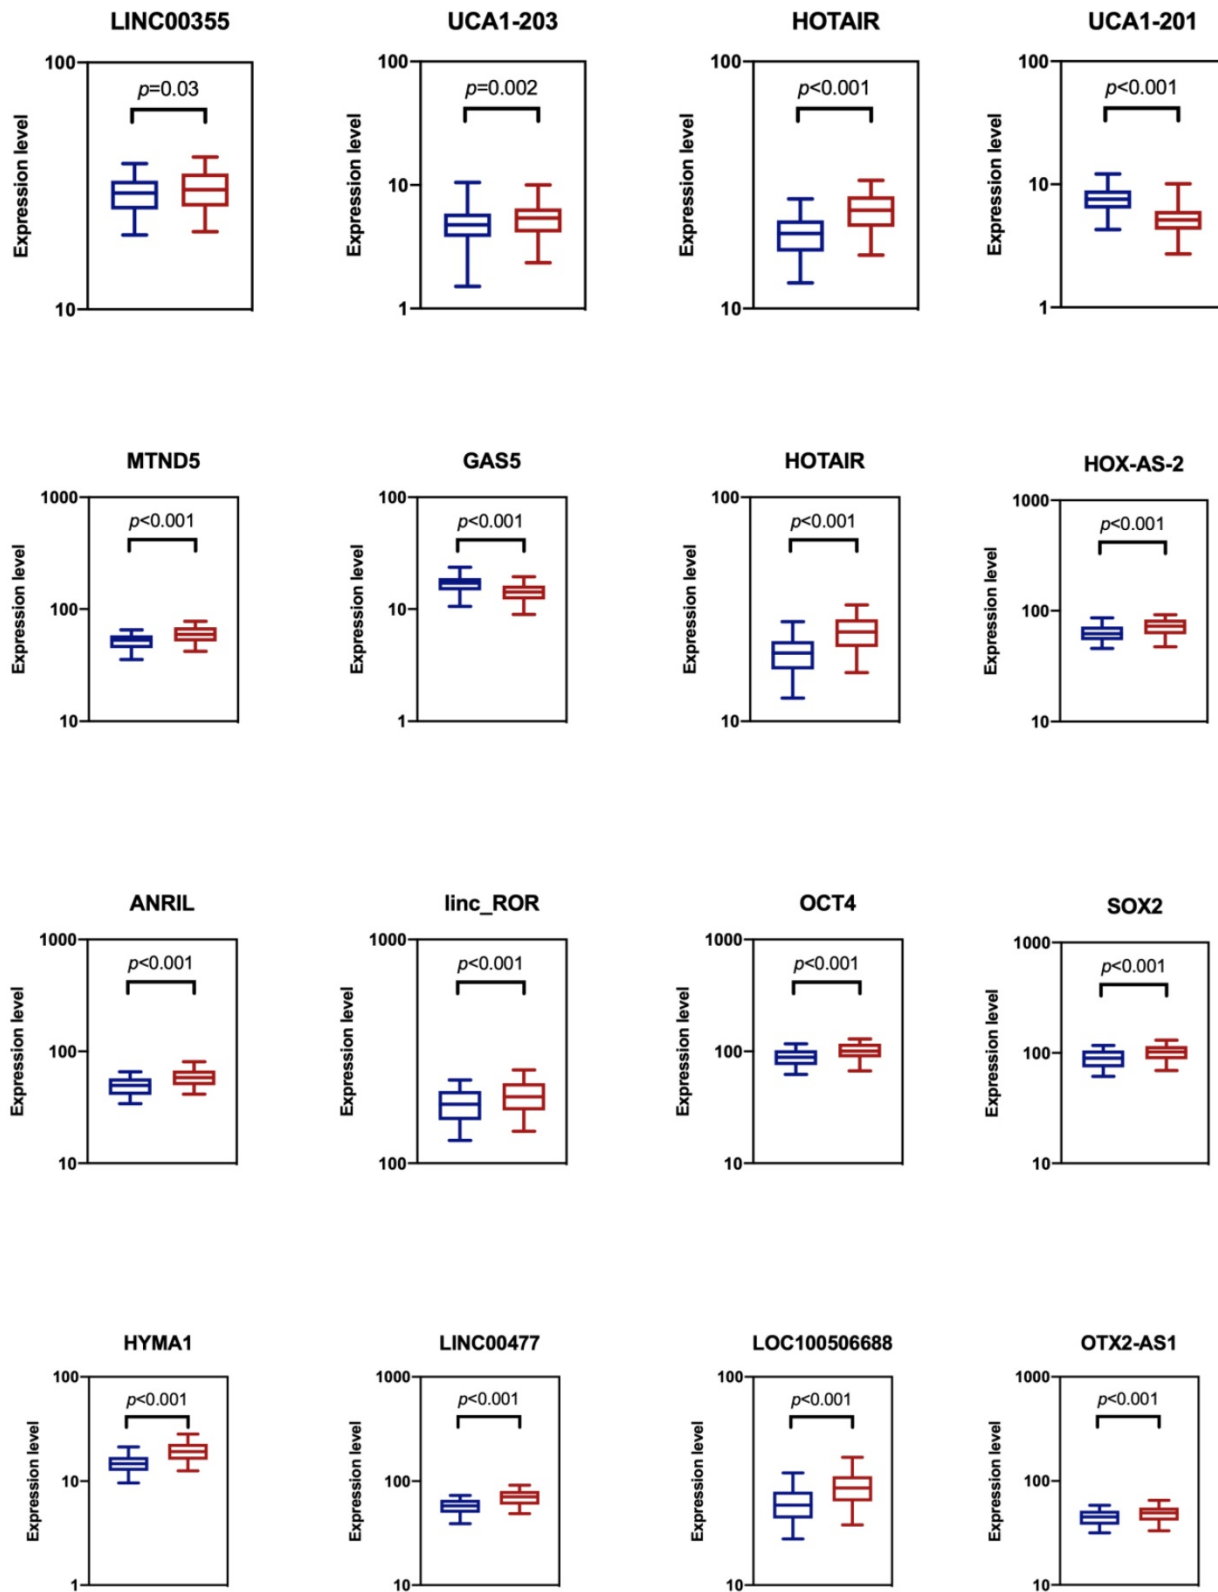 LINC00355 UCA1-203 HOTAIR UCA1-201
100 100 100 100
p=0.03 p=0.002 p<0.001 p<0.001
Expression level Expression level Expression level Expression level
10 10
10 1 10 1
MTND5 GAS5 HOTAIR HOX-AS-2
1000 100 100 1000
p<0.001 p<0.001 p<0.001 p<0.001
Expression level Expression level Expression level Expression level
100 10 100
10 1 10 10
ANRIL linc_ROR OCT4 SOX2
1000 1000 1000 1000
p<0.001 p<0.001 p<0.001 p<0.001
Expression level Expression level Expression level Expression level
100 100 100
10 100 10 10
HYMA1 LINC00477 LOC100506688 OTX2-AS1
100 1000 100 1000
p<0.001 p<0.001 p<0.001 p<0.001
Expression level Expression level Expression level Expression level
10 100 100
1 10 10 10